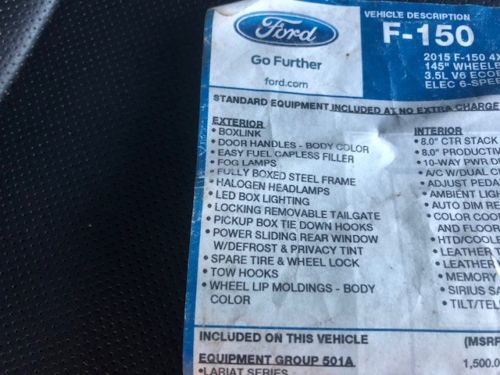 Ford
Go Further
ford.com
VEHICLE DESCRIPTION
F-150
2015 F-150 4X
145" WHEELB
3.5L V6 ECO
ELEC 6-SPE
STANDARD EQUIPMENT INCLUDED AT NO EXTRA CHARGE
EXTERIOR
• BOXLINK
• DOOR HANDLES - BODY COLOR
• EASY FUEL CAPLESS FILLER
• FOG LAMPS
• FULLY BOXED STEEL FRAME
• HALOGEN HEADLAMPS
• LED BOX LIGHTING
• LOCKING REMOVABLE TAILGATE
• PICKUP BOX TIE DOWN HOOKS
• POWER SLIDING REAR WINDOW
W/DEFROST & PRIVACY TINT
• SPARE TIRE & WHEEL LOCK
• TOW HOOKS
• WHEEL LIP MOLDINGS - BODY
COLOR
INTERIOR
• 8.0" CTR STACK
• 8.0" PRODUCTIV
• 10-WAY PWR D
• A/C W/DUAL C
• ADJUST PEDA
• AMBIENT LIGH
• AUTO DIM RE
• COLOR COO
AND FLOOR
• HTD/COOLE
• LEATHER T
• LEATHER
• MEMORY
• SIRIUS SA
• TILT/TEL
INCLUDED ON THIS VEHICLE
(MSRP
EQUIPMENT GROUP 501A
1,500.0
• LARIAT SERIES